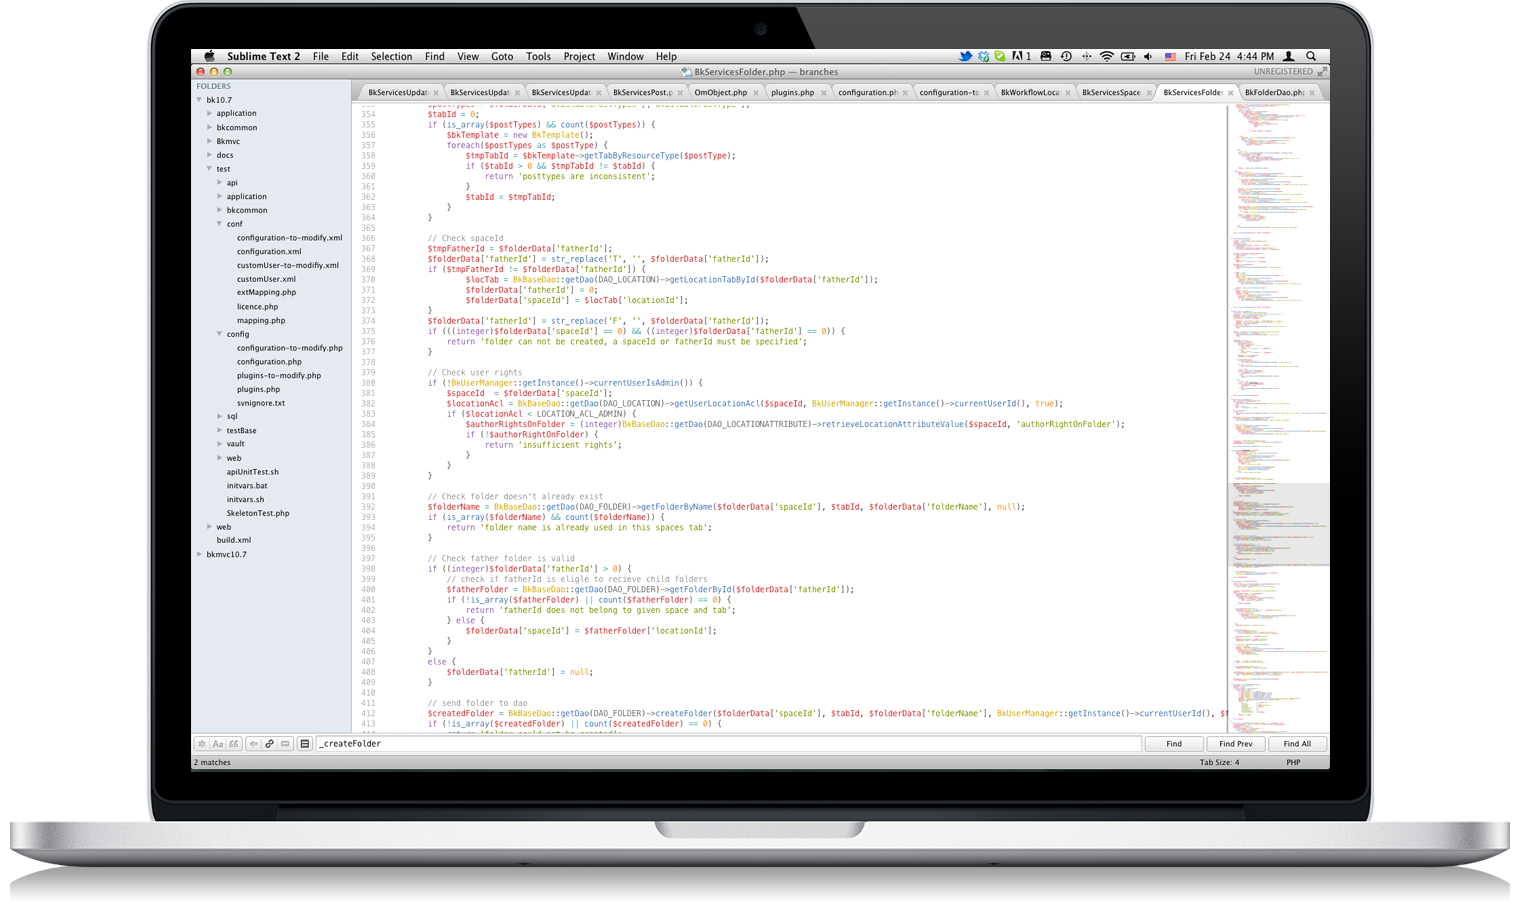 Sublime Text 2 File Edit Selection Find View Goto Tools Project Window Help 1 Fri Feb 24 4:44 PM
BkServicesFolder.php — branches UNREGISTERED
FOLDERS
bk10.7
application
bkcommon
Bkmvc
docs
test
api
application
bkcommon
conf
configuration-to-modify.xml
configuration.xml
customUser-to-modifiy.xml
customUser.xml
extMapping.php
licence.php
mapping.php
config
configuration-to-modify.php
configuration.php
plugins-to-modify.php
plugins.php
svnignore.txt
sql
testBase
vault
web
apiUnitTest.sh
initvars.bat
initvars.sh
SkeletonTest.php
web
build.xml
bkmvc10.7
BkServicesUpdat BkServicesUpdat BkServicesUpdat BkServicesPost.p OmObject.php plugins.php configuration.ph configuration-to BkWorkflowLocat BkServicesSpace. BkServicesFolder BkFolderDao.php
354 $tabId = 0;
355 if (is_array($postTypes) && count($postTypes)) {
356 $bkTemplate = new BkTemplate();
357 foreach($postTypes as $postType) {
358 $tmpTabId = $bkTemplate->getTabByResourceType($postType);
359 if ($tabId > 0 && $tmpTabId != $tabId) {
360 return 'posttypes are inconsistent';
361 }
362 $tabId = $tmpTabId;
363 }
364 }
365
366 // Check spaceId
367 $tmpFatherId = $folderData['fatherId'];
368 $folderData['fatherId'] = str_replace('T', '', $folderData['fatherId']);
369 if ($tmpFatherId != $folderData['fatherId']) {
370 $locTab = BkBaseDao::getDao(DAO_LOCATION)->getLocationTabById($folderData['fatherId']);
371 $folderData['fatherId'] = 0;
372 $folderData['spaceId'] = $locTab['locationId'];
373 }
374 $folderData['fatherId'] = str_replace('F', '', $folderData['fatherId']);
375 if (((integer)$folderData['spaceId'] == 0) && ((integer)$folderData['fatherId'] == 0)) {
376 return 'folder can not be created, a spaceId or fatherId must be specified';
377 }
378
379 // Check user rights
380 if (!BkUserManager::getInstance()->currentUserIsAdmin()) {
381 $spaceId = $folderData['spaceId'];
382 $locationAcl = BkBaseDao::getDao(DAO_LOCATION)->getUserLocationAcl($spaceId, BkUserManager::getInstance()->currentUserId(), true);
383 if ($locationAcl < LOCATION_ACL_ADMIN) {
384 $authorRightsOnFolder = (integer)BkBaseDao::getDao(DAO_LOCATIONATTRIBUTE)->retrieveLocationAttributeValue($spaceId, 'authorRightOnFolder');
385 if (!$authorRightsOnFolder) {
386 return 'insufficient rights';
387 }
388 }
389 }
390
391 // Check folder doesn't already exist
392 $folderName = BkBaseDao::getDao(DAO_FOLDER)->getFolderByName($folderData['spaceId'], $tabId, $folderData['folderName'], null);
393 if (is_array($folderName) && count($folderName)) {
394 return 'folder name is already used in this spaces tab';
395 }
396
397 // Check father folder is valid
398 if ((integer)$folderData['fatherId'] > 0) {
399 // check if fatherId is eligle to recieve child folders
400 $fatherFolder = BkBaseDao::getDao(DAO_FOLDER)->getFolderById($folderData['fatherId']);
401 if (!is_array($fatherFolder) || count($fatherFolder) == 0) {
402 return 'fatherId does not belong to given space and tab';
403 } else {
404 $folderData['spaceId'] = $fatherFolder['locationId'];
405 }
406 }
407 else {
408 $folderData['fatherId'] = null;
409 }
410
411 // send folder to dao
412 $createdFolder = BkBaseDao::getDao(DAO_FOLDER)->createFolder($folderData['spaceId'], $tabId, $folderData['folderName'], BkUserManager::getInstance()->currentUserId(), $f
413 if (!is_array($createdFolder) || count($createdFolder) == 0) {
_createFolder Find Find Prev Find All
2 matches Tab Size: 4 PHP